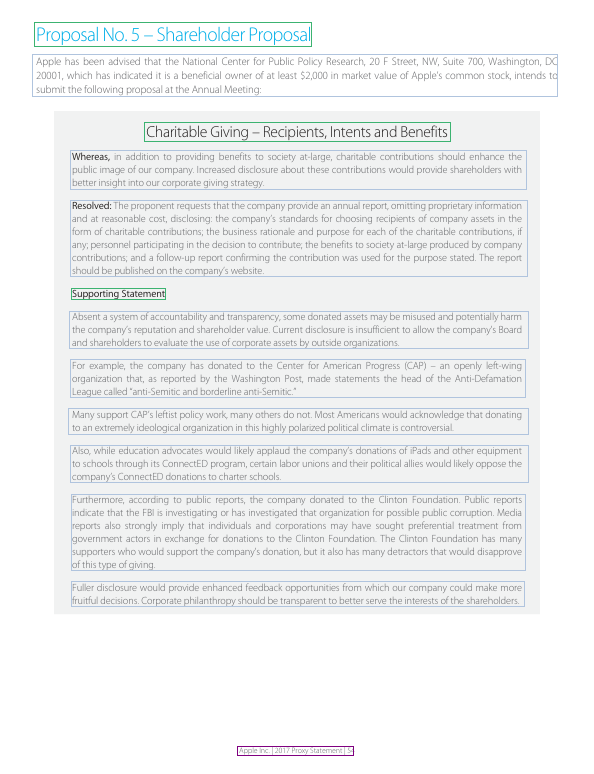 Proposal No. 5 – Shareholder Proposal
Apple has been advised that the National Center for Public Policy Research, 20 F Street, NW, Suite 700, Washington, DC
20001, which has indicated it is a beneficial owner of at least $2,000 in market value of Apple's common stock, intends to
submit the following proposal at the Annual Meeting:
Charitable Giving – Recipients, Intents and Benefits
Whereas, in addition to providing benefits to society at-large, charitable contributions should enhance the
public image of our company. Increased disclosure about these contributions would provide shareholders with
better insight into our corporate giving strategy.
Resolved: The proponent requests that the company provide an annual report, omitting proprietary information
and at reasonable cost, disclosing: the company's standards for choosing recipients of company assets in the
form of charitable contributions; the business rationale and purpose for each of the charitable contributions, if
any; personnel participating in the decision to contribute; the benefits to society at-large produced by company
contributions; and a follow-up report confirming the contribution was used for the purpose stated. The report
should be published on the company's website.
Supporting Statement
Absent a system of accountability and transparency, some donated assets may be misused and potentially harm
the company's reputation and shareholder value. Current disclosure is insufficient to allow the company's Board
and shareholders to evaluate the use of corporate assets by outside organizations.
For example, the company has donated to the Center for American Progress (CAP) – an openly left-wing
organization that, as reported by the Washington Post, made statements the head of the Anti-Defamation
League called "anti-Semitic and borderline anti-Semitic."
Many support CAP's leftist policy work, many others do not. Most Americans would acknowledge that donating
to an extremely ideological organization in this highly polarized political climate is controversial.
Also, while education advocates would likely applaud the company's donations of iPads and other equipment
to schools through its ConnectED program, certain labor unions and their political allies would likely oppose the
company's ConnectED donations to charter schools.
Furthermore, according to public reports, the company donated to the Clinton Foundation. Public reports
indicate that the FBI is investigating or has investigated that organization for possible public corruption. Media
reports also strongly imply that individuals and corporations may have sought preferential treatment from
government actors in exchange for donations to the Clinton Foundation. The Clinton Foundation has many
supporters who would support the company's donation, but it also has many detractors that would disapprove
of this type of giving.
Fuller disclosure would provide enhanced feedback opportunities from which our company could make more
fruitful decisions. Corporate philanthropy should be transparent to better serve the interests of the shareholders.
Apple Inc. | 2017 Proxy Statement |